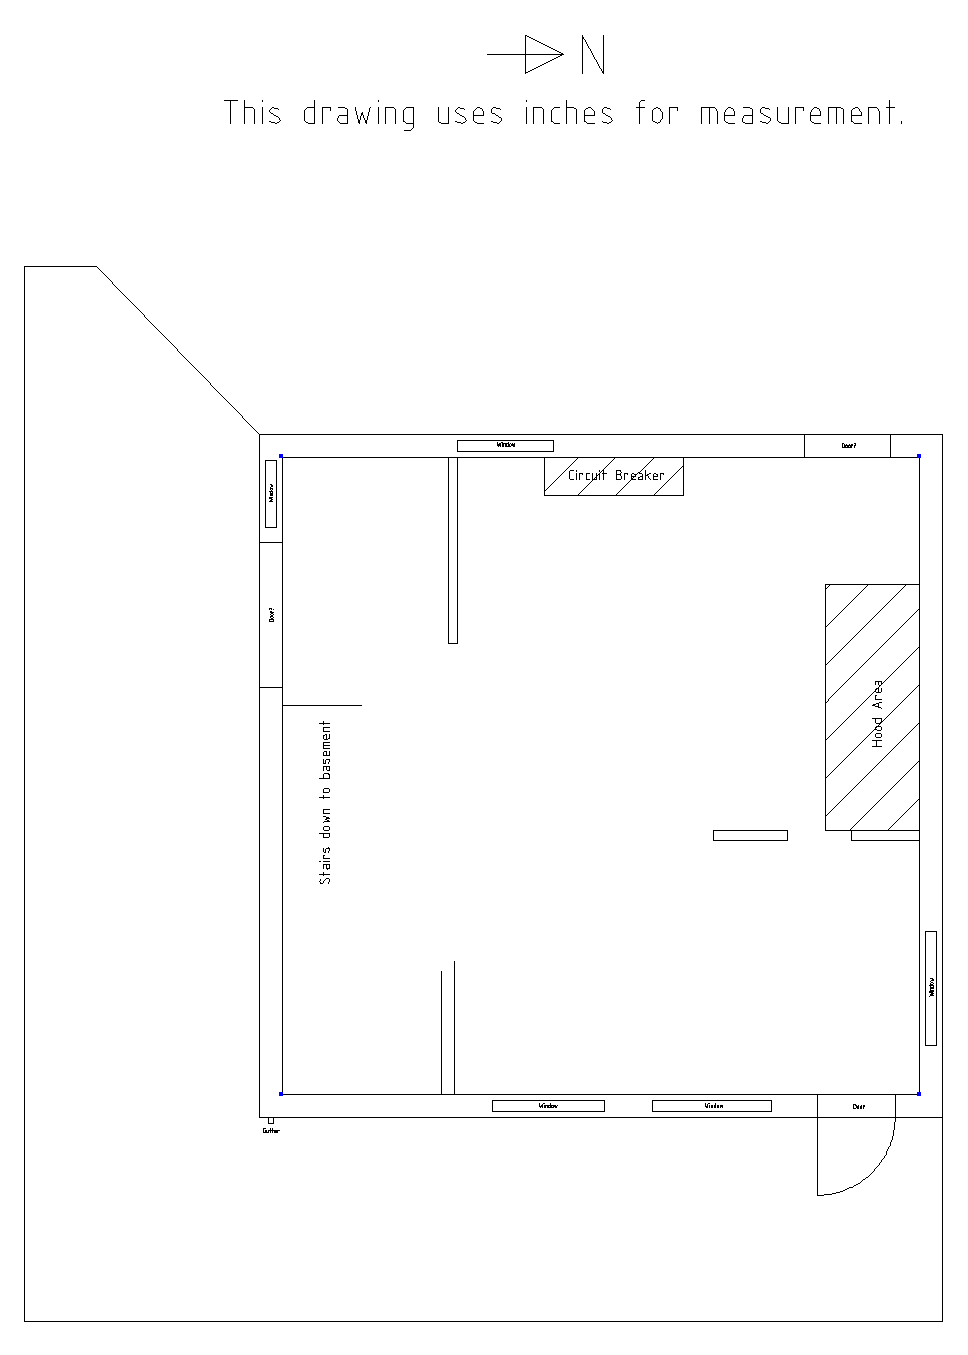 N
This drawing uses inches for measurement.
Window
Door?
Circuit Breaker
Window
Door?
Hood Area
Stairs down to basement
Window
Window
Window
Door
Gutter